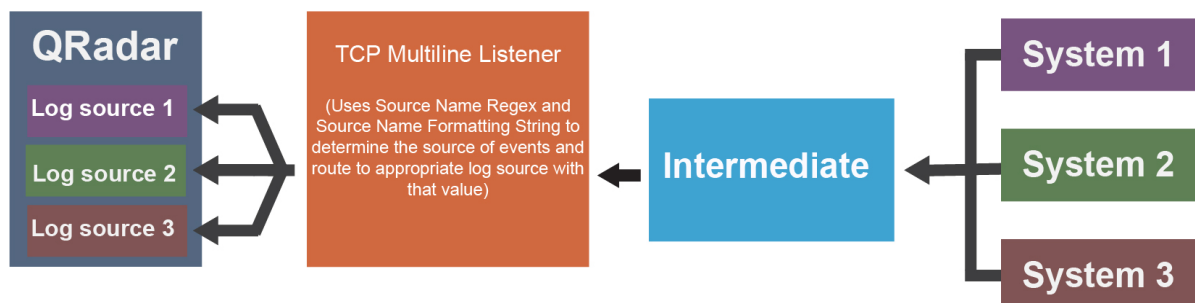 QRadar
Log source 1
Log source 2
Log source 3
TCP Multiline Listener
(Uses Source Name Regex and
Source Name Formatting String to
determine the source of events and
route to appropriate log source with
that value)
Intermediate
System 1
System 2
System 3